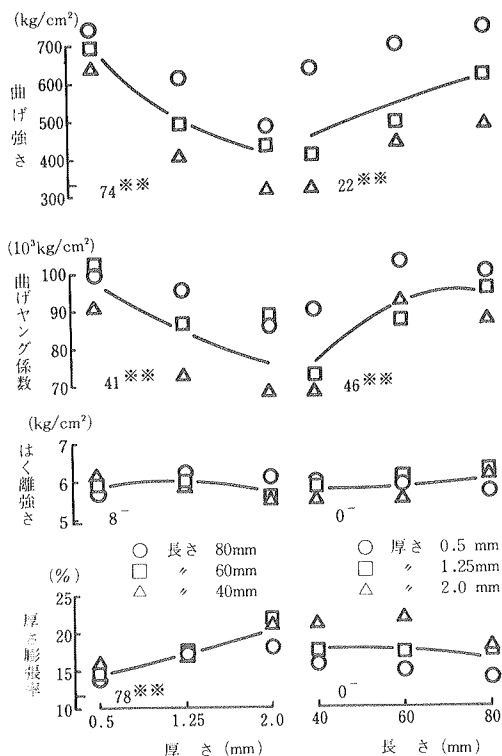 (kg/cm²)
曲げ強さ
700
600
500
400
300
74※※
22※※
(10³kg/cm²)
曲げヤング係数
100
90
80
70
41※※
46※※
(kg/cm²)
はく離強さ
7
6
5
8⁻
0⁻
○ 長さ 80mm
□ 〃 60mm
△ 〃 40mm
○ 厚さ 0.5 mm
□ 〃 1.25mm
△ 〃 2.0 mm
(%)
厚さ膨張率
25
20
15
10
78※※
0⁻
0.5 1.25 2.0 40 60 80
厚 さ (mm) 長 さ (mm)